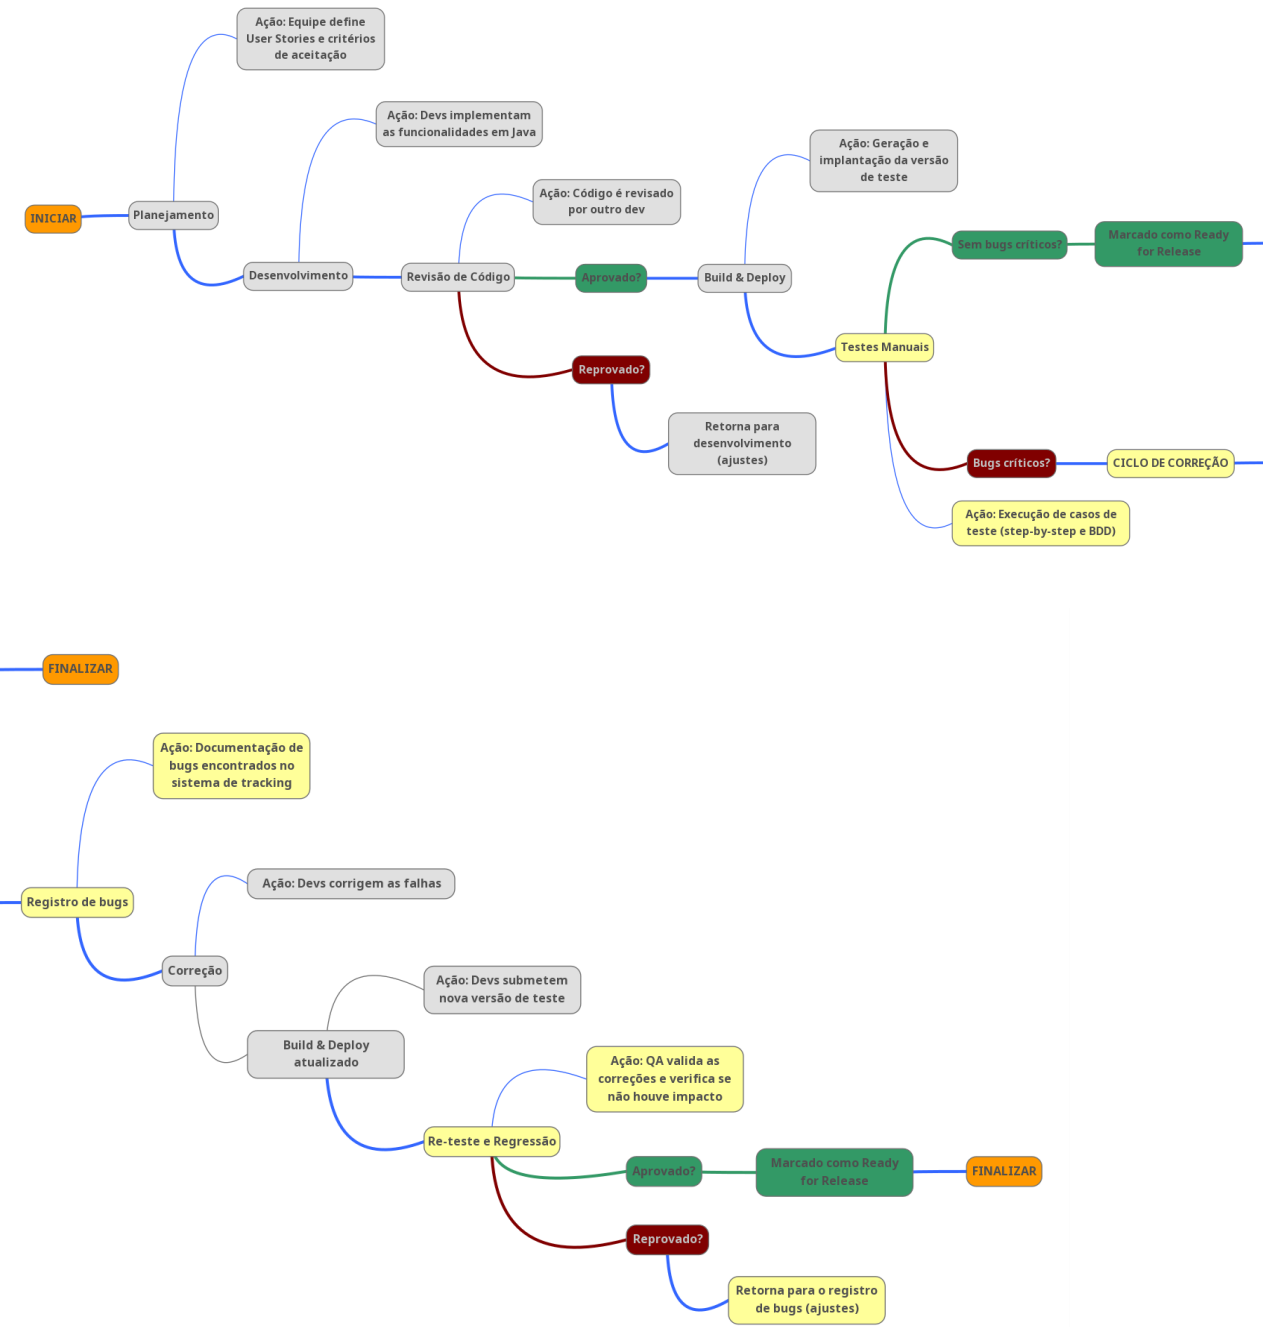 Ação: Equipe define
User Stories e critérios
de aceitação
Ação: Devs implementam
as funcionalidades em Java
Ação: Geração e
implantação da versão
de teste
Ação: Código é revisado
por outro dev
INICIAR
Planejamento
Desenvolvimento
Revisão de Código
Aprovado?
Build & Deploy
Sem bugs críticos?
Marcado como Ready
for Release
Testes Manuais
Reprovado?
Retorna para
desenvolvimento
(ajustes)
Bugs críticos?
CICLO DE CORREÇÃO
Ação: Execução de casos de
teste (step-by-step e BDD)
FINALIZAR
Ação: Documentação de
bugs encontrados no
sistema de tracking
Registro de bugs
Ação: Devs corrigem as falhas
Correção
Ação: Devs submetem
nova versão de teste
Build & Deploy
atualizado
Ação: QA valida as
correções e verifica se
não houve impacto
Re-teste e Regressão
Aprovado?
Marcado como Ready
for Release
FINALIZAR
Reprovado?
Retorna para o registro
de bugs (ajustes)